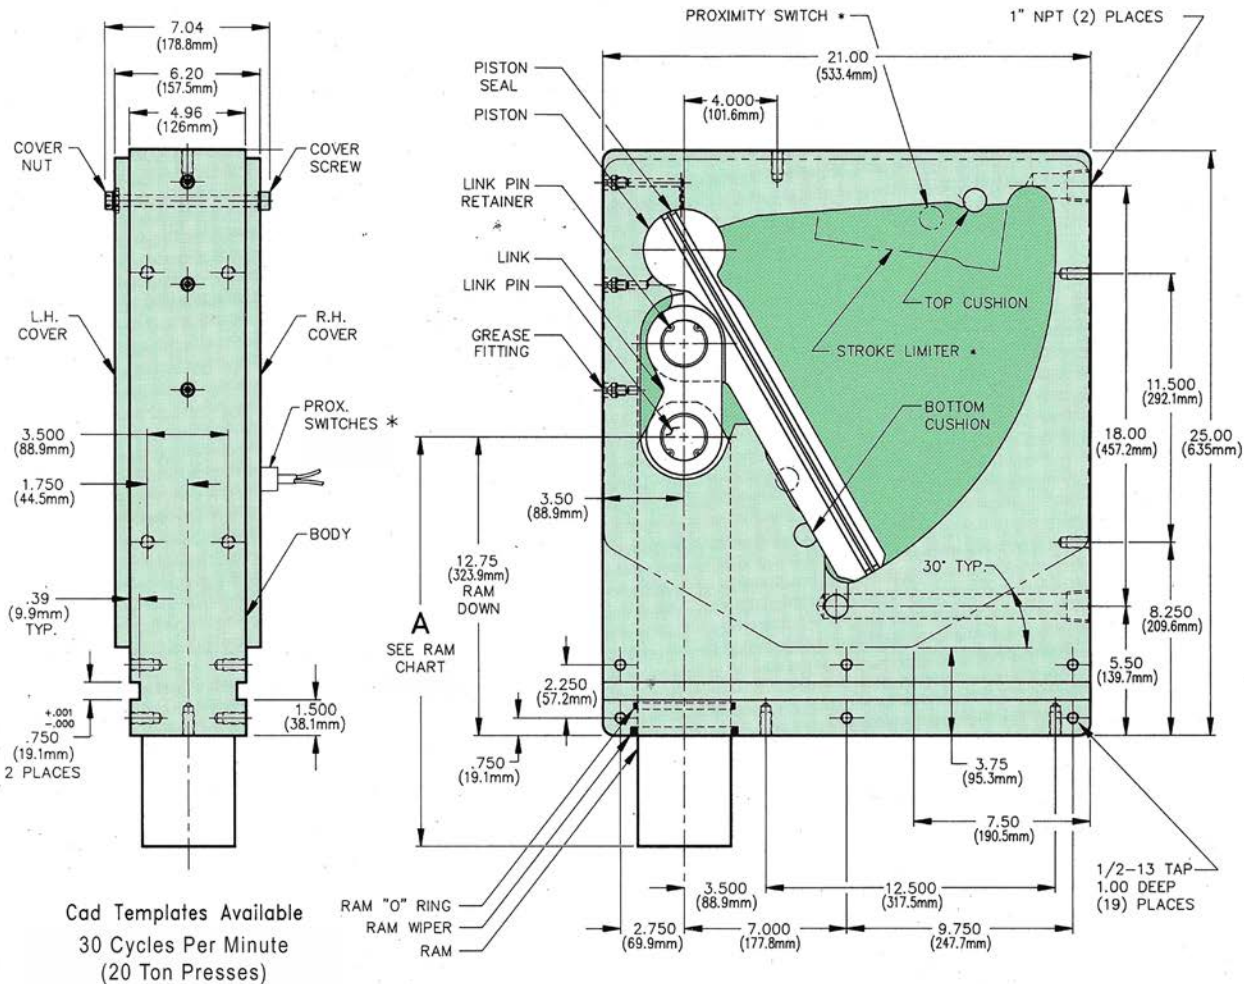 7.04
(178.8mm)
6.20
(157.5mm)
4.96
(126mm)
COVER
NUT
COVER
SCREW
L.H.
COVER
R.H.
COVER
3.500
(88.9mm)
PROX.
SWITCHES *
1.750
(44.5mm)
BODY
.39
(9.9mm)
TYP.
+.001
-.000
.750
(19.1mm)
2 PLACES
1.500
(38.1mm)
Cad Templates Available
30 Cycles Per Minute
(20 Ton Presses)
PROXIMITY SWITCH *
1" NPT (2) PLACES
21.00
(533.4mm)
PISTON
SEAL
4.000
(101.6mm)
PISTON
LINK PIN
RETAINER
LINK
LINK PIN
GREASE
FITTING
TOP CUSHION
STROKE LIMITER *
BOTTOM
CUSHION
11.500
(292.1mm)
18.00
(457.2mm)
25.00
(635mm)
3.50
(88.9mm)
12.75
(323.9mm)
RAM
DOWN
30° TYP.
A
SEE RAM
CHART
8.250
(209.6mm)
5.50
(139.7mm)
2.250
(57.2mm)
.750
(19.1mm)
3.75
(95.3mm)
7.50
(190.5mm)
1/2-13 TAP
1.00 DEEP
(19) PLACES
3.500
(88.9mm)
12.500
(317.5mm)
RAM "O" RING
RAM WIPER
RAM
2.750
(69.9mm)
7.000
(177.8mm)
9.750
(247.7mm)